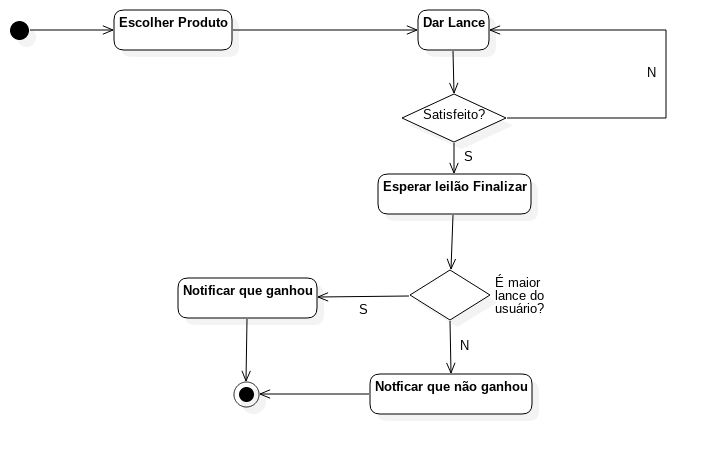 Escolher Produto
Dar Lance
N
Satisfeito?
S
Esperar leilão Finalizar
É maior
lance do
usuário?
Notificar que ganhou
S
N
Notficar que não ganhou